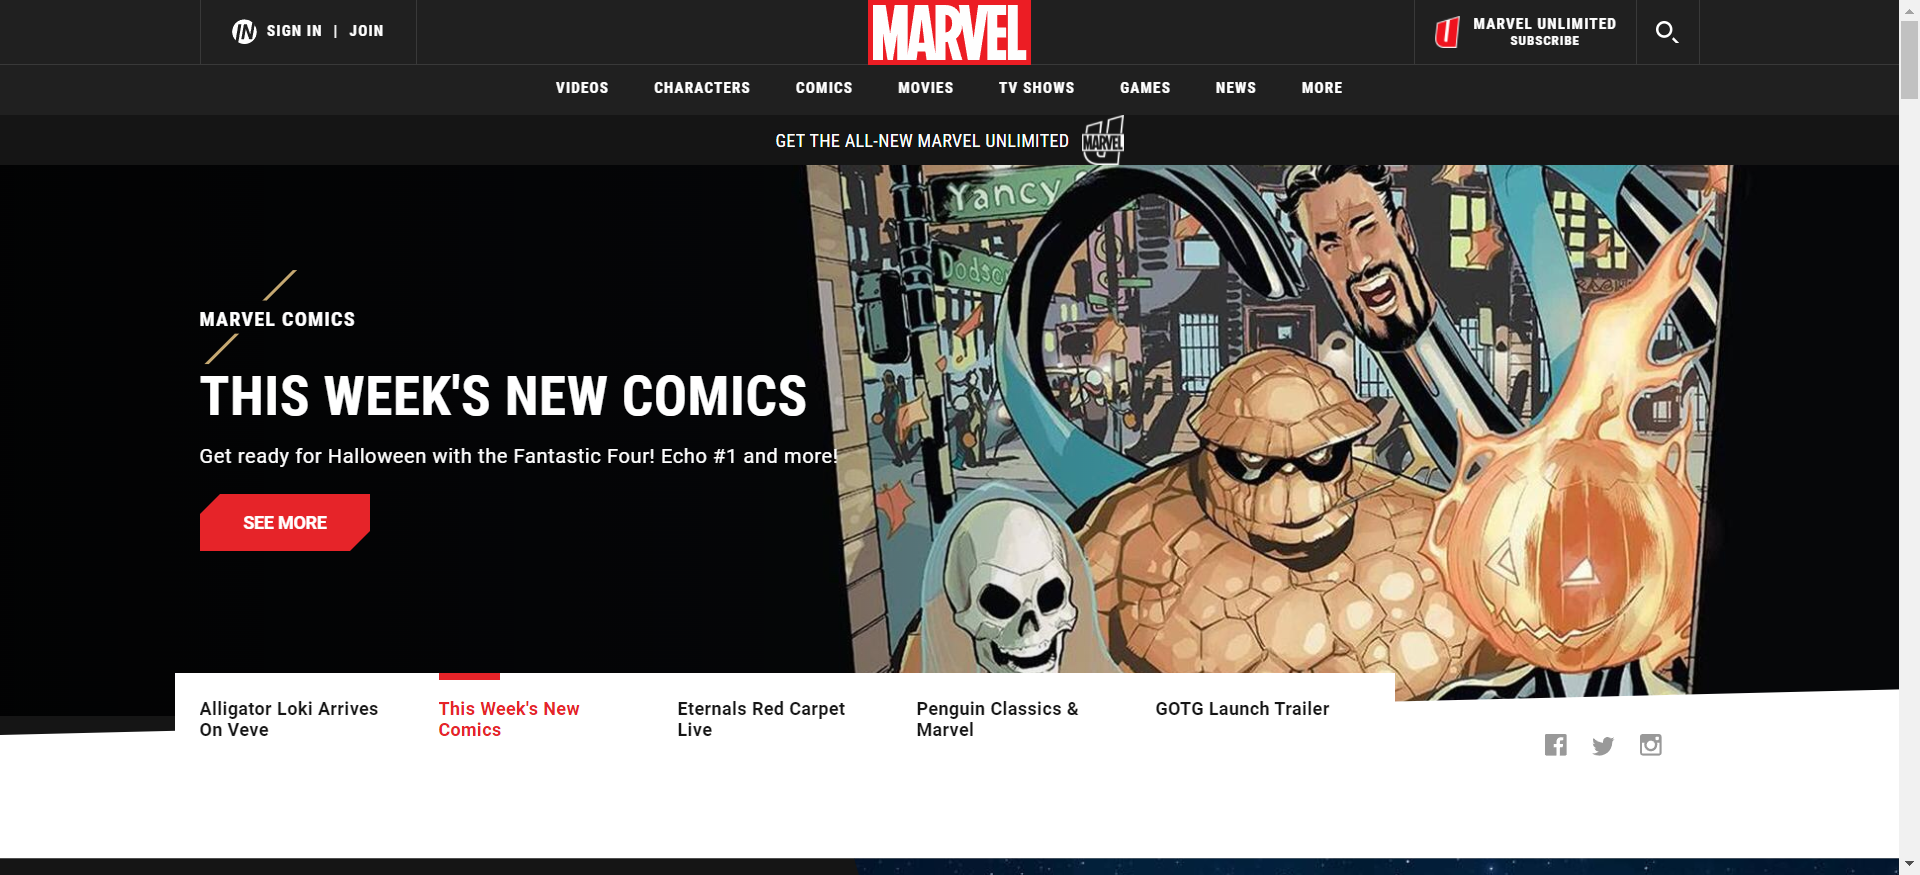 SIGN IN | JOIN
MARVEL
MARVEL UNLIMITED
SUBSCRIBE
VIDEOS CHARACTERS COMICS MOVIES TV SHOWS GAMES NEWS MORE
GET THE ALL-NEW MARVEL UNLIMITED MARVEL
Yancy
Dodso
MARVEL COMICS
THIS WEEK'S NEW COMICS
Get ready for Halloween with the Fantastic Four! Echo #1 and more!
SEE MORE
Alligator Loki Arrives
On Veve
This Week's New
Comics
Eternals Red Carpet
Live
Penguin Classics &
Marvel
GOTG Launch Trailer